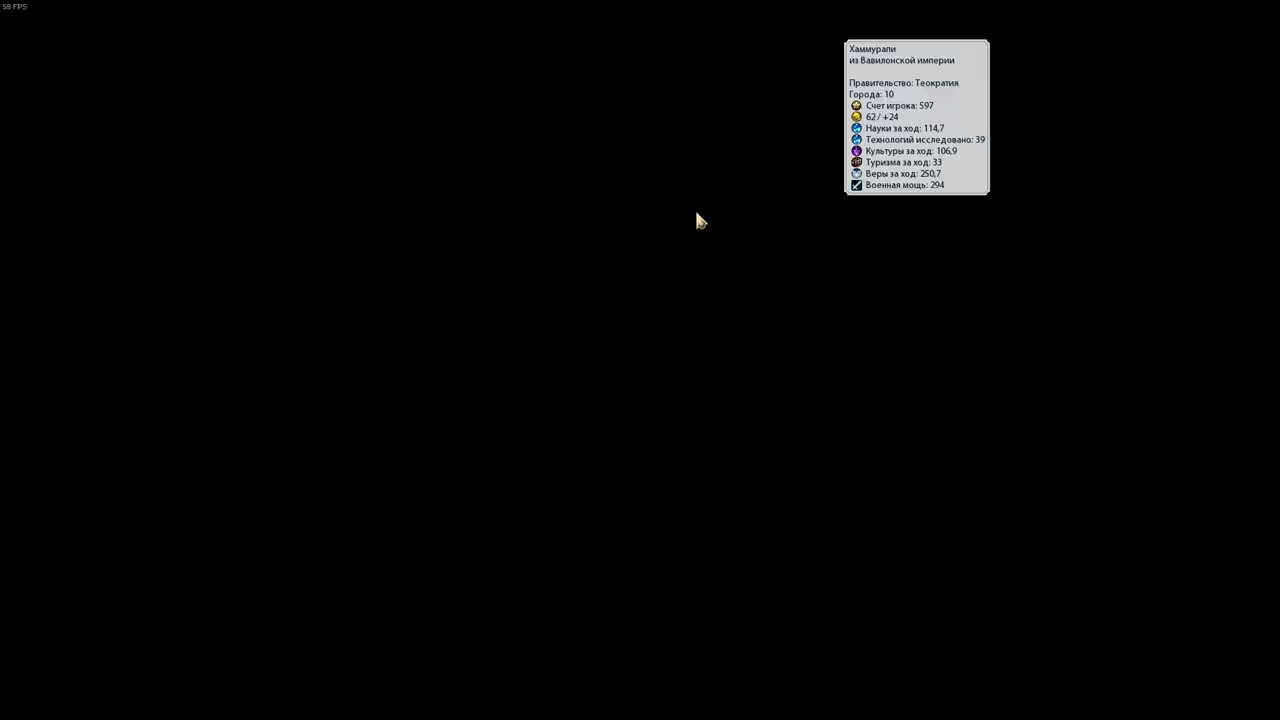 59 FPS
Хаммурапи
из Вавилонской империи
Правительство: Теократия
Города: 10
Счет игрока: 597
62 / +24
Науки за ход: 114,7
Технологий исследовано: 39
Культуры за ход: 106,9
Туризма за ход: 33
Веры за ход: 250,7
Военная мощь: 294